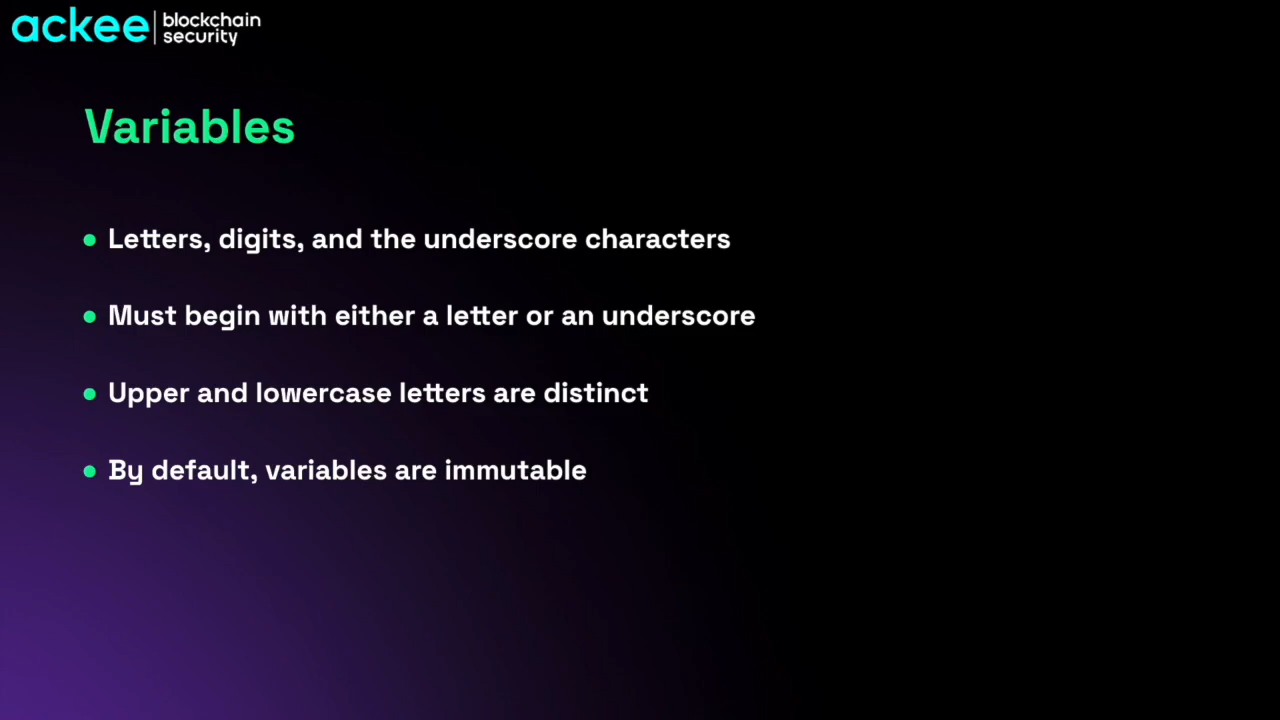 ackee blockchain
security
Variables
• Letters, digits, and the underscore characters
• Must begin with either a letter or an underscore
• Upper and lowercase letters are distinct
• By default, variables are immutable